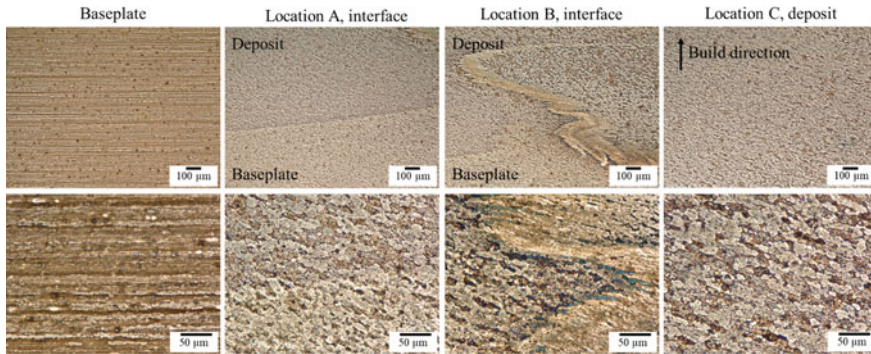 Baseplate
Location A, interface
Location B, interface
Location C, deposit
Deposit
Deposit
Build direction
Baseplate
Baseplate
100 µm
100 µm
100 µm
100 µm
50 µm
50 µm
50 µm
50 µm